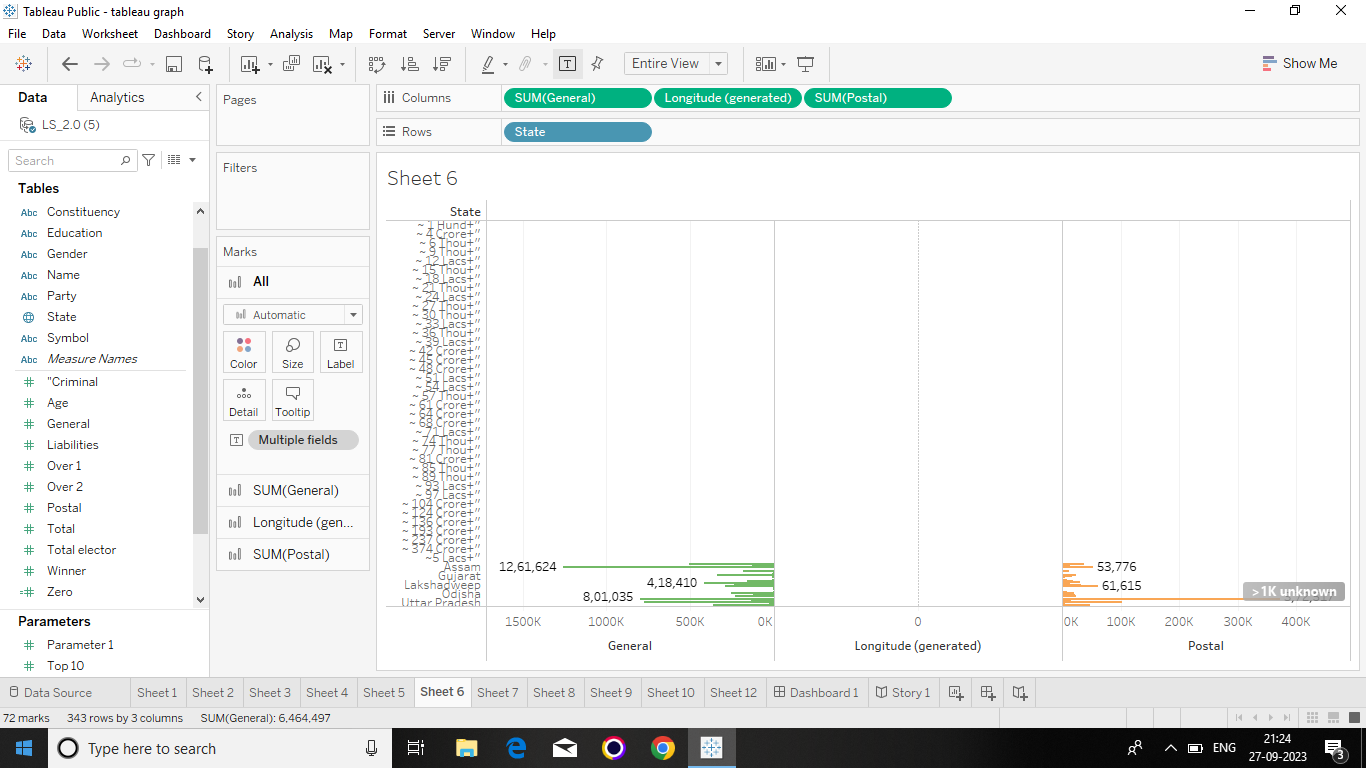 Tableau Public - tableau graph
File Data Worksheet Dashboard Story Analysis Map Format Server Window Help
Entire View
Show Me
Data Analytics
LS_2.0 (5)
Search
Tables
Abc Constituency
Abc Education
Abc Gender
Abc Name
Abc Party
State
Abc Symbol
Abc Measure Names
"Criminal
Age
General
Liabilities
Over 1
Over 2
Postal
Total
Total elector
Winner
Zero
Parameters
Parameter 1
Top 10
Pages
Filters
Marks
All
Automatic
Color Size Label
Detail Tooltip
Multiple fields
SUM(General)
Longitude (gen...
SUM(Postal)
Columns SUM(General) Longitude (generated) SUM(Postal)
Rows State
Sheet 6
State
~ 1 Hund+"
~ 4 Crore+"
~ 6 Thou+"
~ 9 Thou+"
~ 12 Lacs+"
~ 15 Thou+"
~ 18 Lacs+"
~ 21 Thou+"
~ 24 Lacs+"
~ 27 Thou+"
~ 30 Thou+"
~ 33 Lacs+"
~ 36 Thou+"
~ 39 Lacs+"
~ 42 Crore+"
~ 45 Crore+"
~ 48 Crore+"
~ 51 Lacs+"
~ 54 Lacs+"
~ 57 Thou+"
~ 61 Crore+"
~ 64 Crore+"
~ 68 Crore+"
~ 71 Lacs+"
~ 74 Thou+"
~ 77 Thou+"
~ 81 Crore+"
~ 85 Thou+"
~ 89 Thou+"
~ 93 Lacs+"
~ 97 Lacs+"
~ 104 Crore+"
~ 124 Crore+"
~ 136 Crore+"
~ 193 Crore+"
~ 237 Crore+"
~ 374 Crore+"
~5 Lacs+"
Assam 12,61,624 53,776
Gujarat
Lakshadweep 4,18,410 61,615
Odisha
8,01,035 >1K unknown
Uttar Pradesh
1500K 1000K 500K 0K 0 0K 100K 200K 300K 400K
General Longitude (generated) Postal
Data Source Sheet 1 Sheet 2 Sheet 3 Sheet 4 Sheet 5 Sheet 6 Sheet 7 Sheet 8 Sheet 9 Sheet 10 Sheet 12 Dashboard 1 Story 1
72 marks 343 rows by 3 columns SUM(General): 6,464,497
Type here to search
ENG
21:24
27-09-2023
3